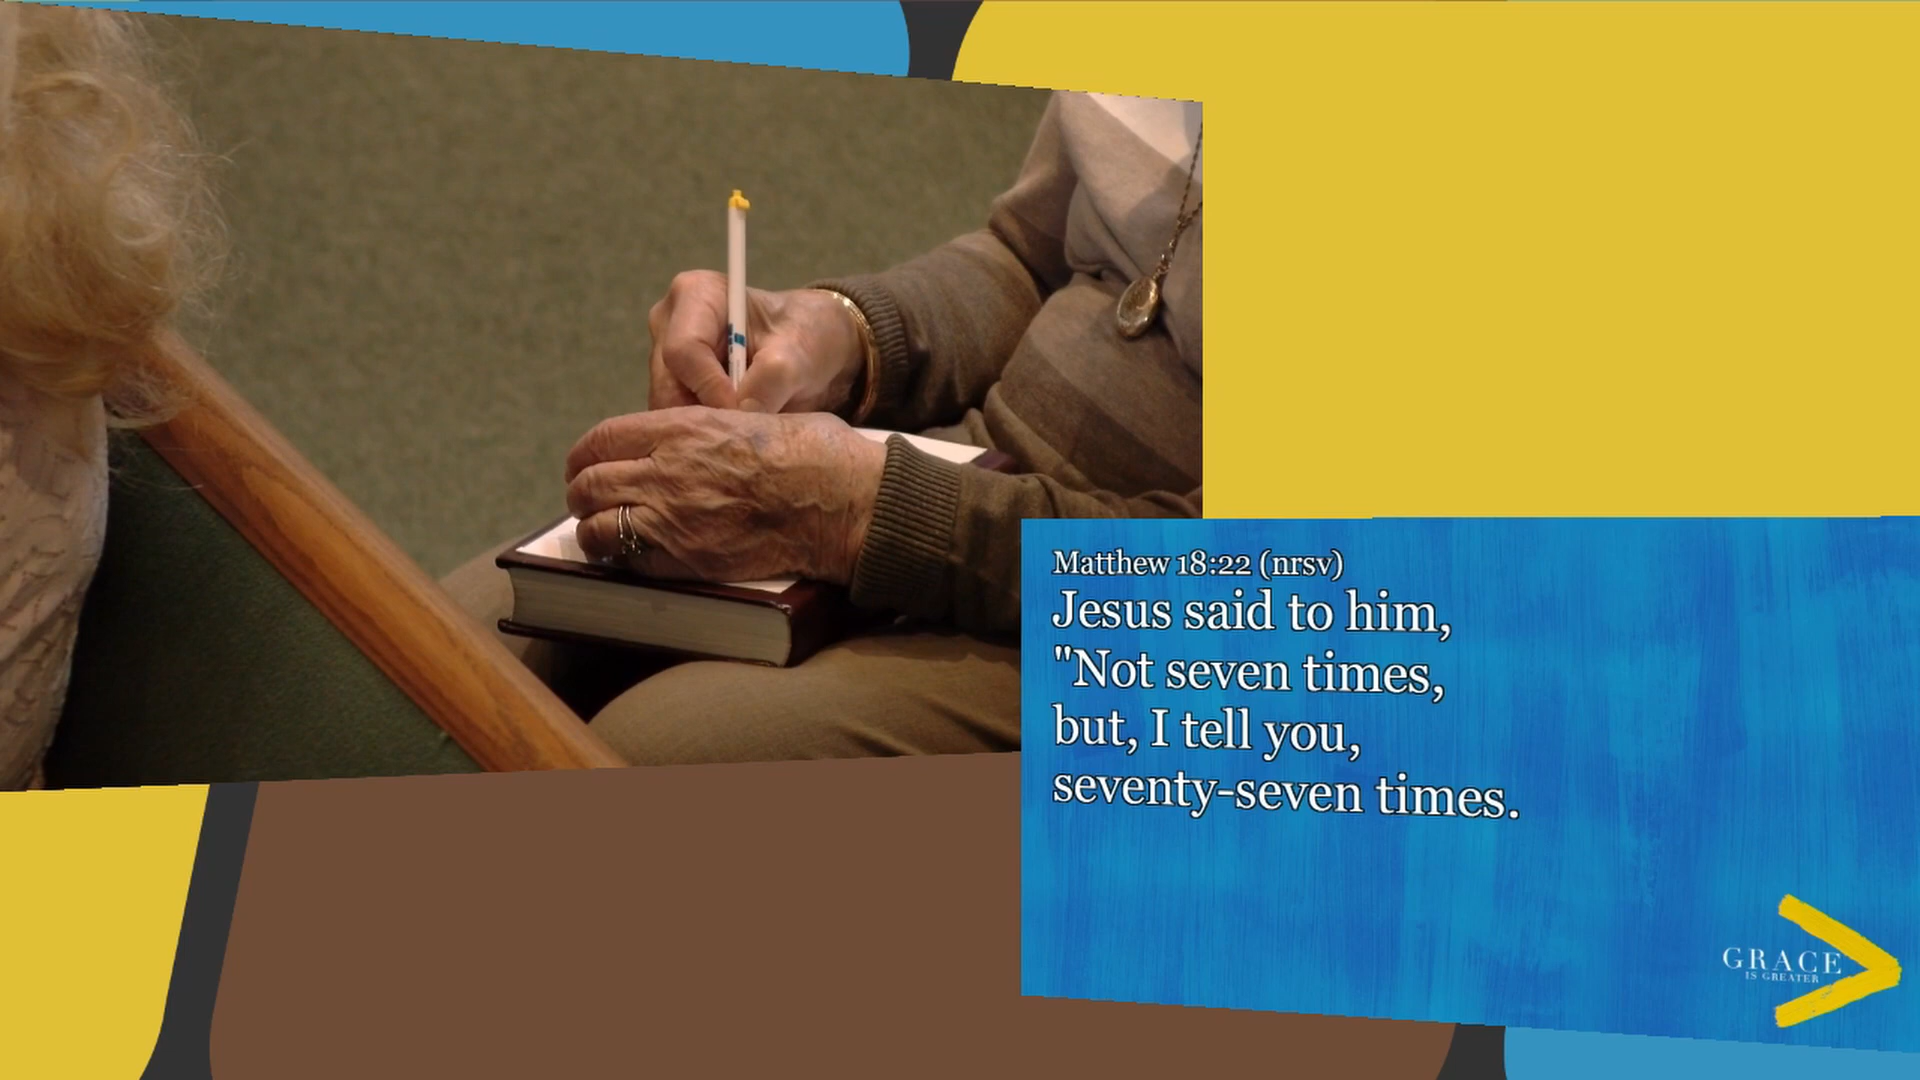 Matthew 18:22 (nrsv)
Jesus said to him,
"Not seven times,
but, I tell you,
seventy-seven times.
GRACE
IS GREATER